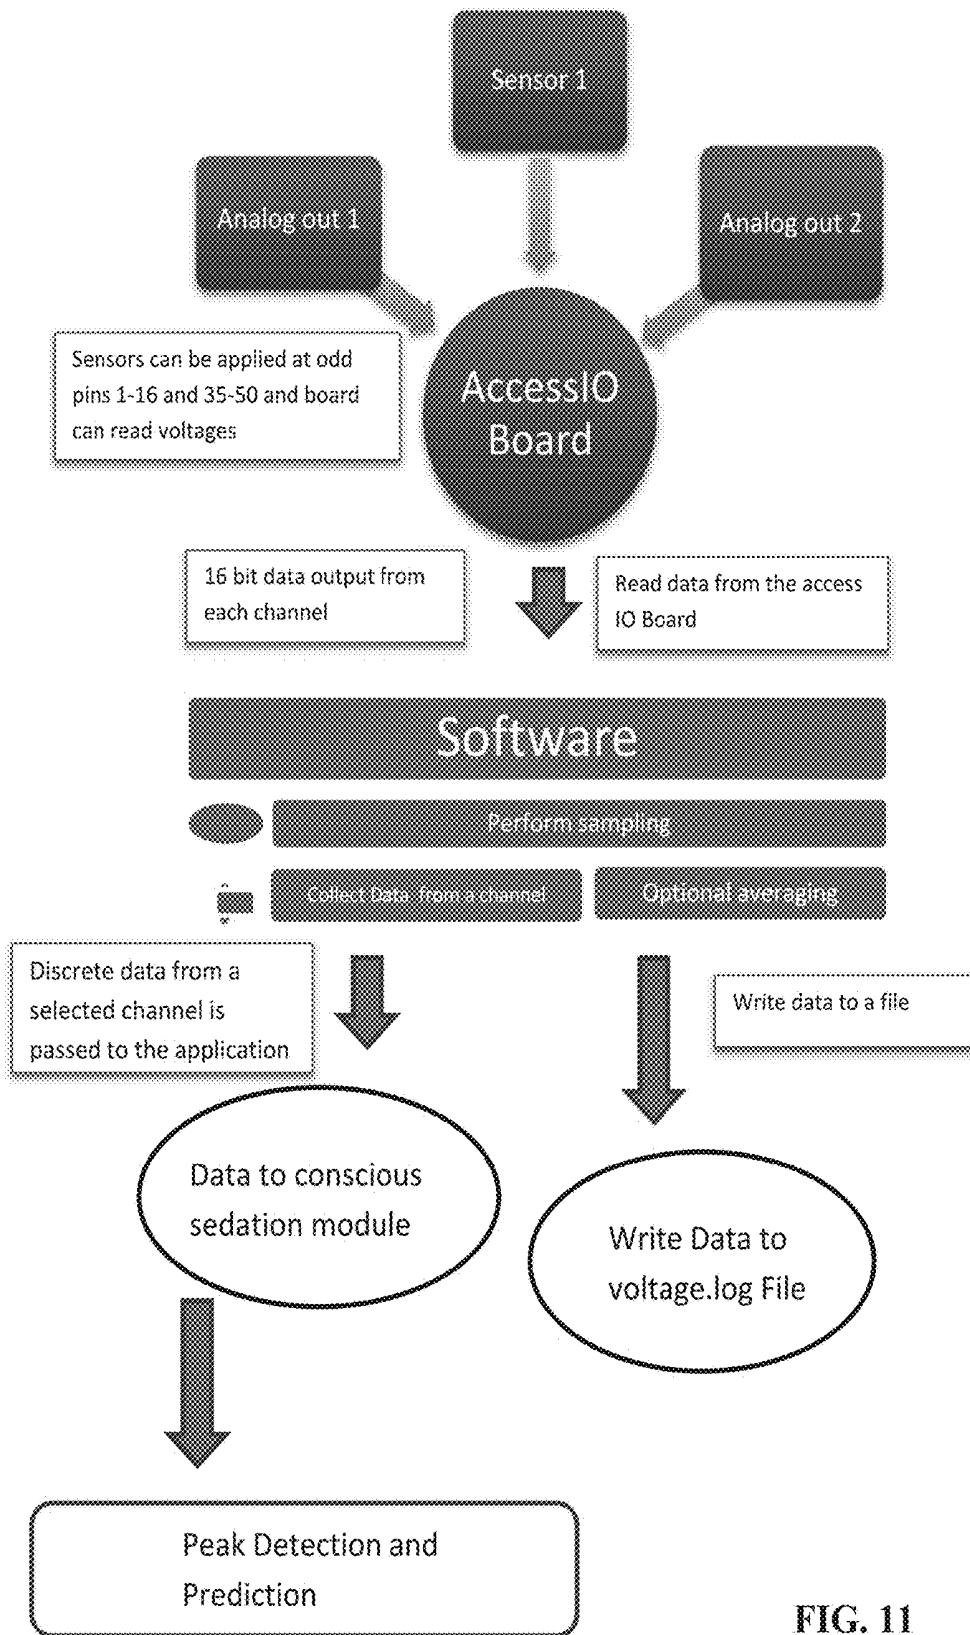 Sensor 1
Analog out 1
Analog out 2
Sensors can be applied at odd
pins 1-16 and 35-50 and board
can read voltages
AccessIO
Board
16 bit data output from
each channel
Read data from the access
IO Board
Software
Perform sampling
Collect Data from a channel
Optional averaging
Discrete data from a
selected channel is
passed to the application
Write data to a file
Data to conscious
sedation module
Write Data to
voltage.log File
Peak Detection and
Prediction
FIG. 11